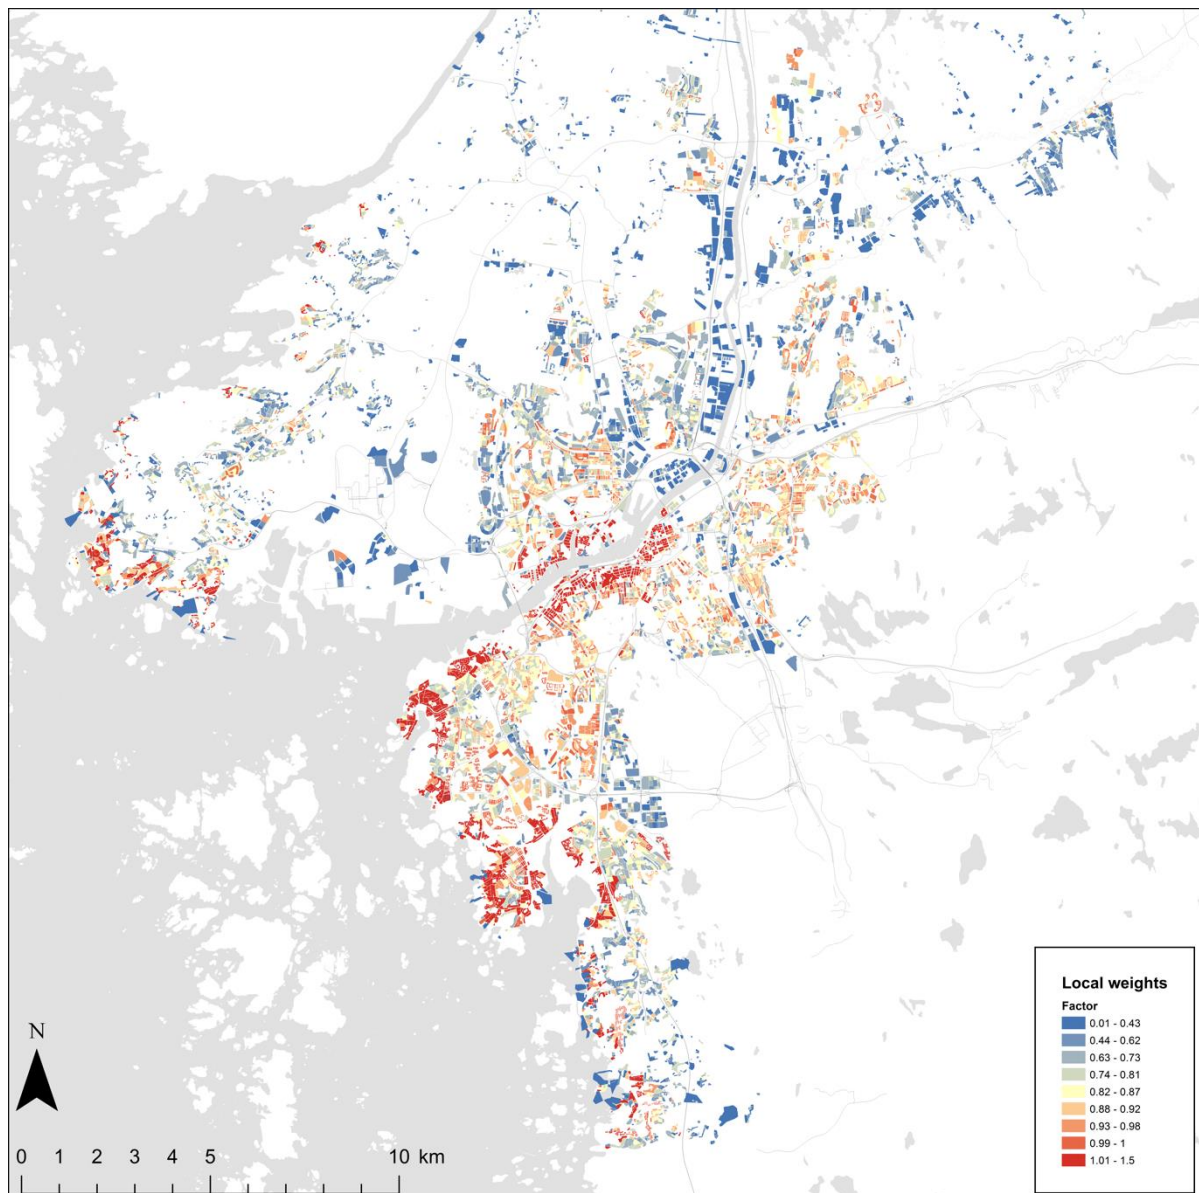 Local weights
Factor
0.01 - 0.43
0.44 - 0.62
0.63 - 0.73
0.74 - 0.81
0.82 - 0.87
0.88 - 0.92
0.93 - 0.98
0.99 - 1
1.01 - 1.5
N
0 1 2 3 4 5 10 km